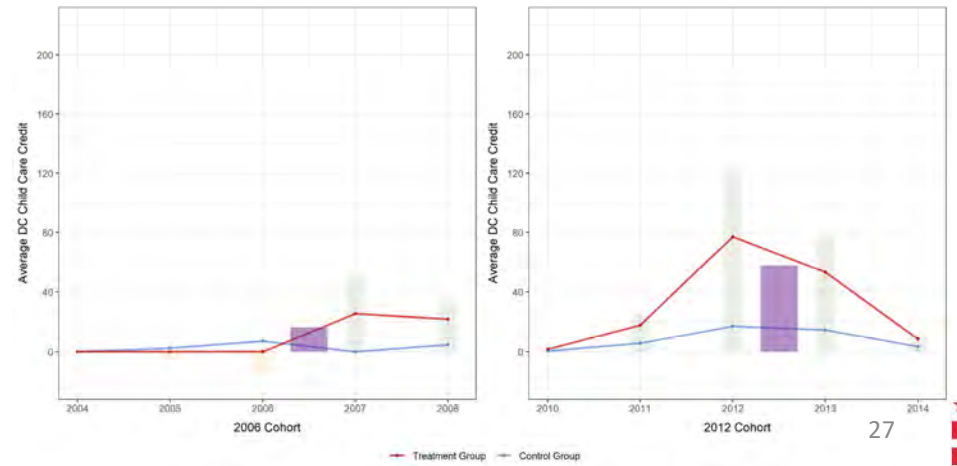 Average DC Child Care Credit
200
160
120
80
40
0
2004 2005 2006 2007 2008
2006 Cohort
Average DC Child Care Credit
200
160
120
80
40
0
2010 2011 2012 2013 2014
2012 Cohort
27
Treatment Group Control Group